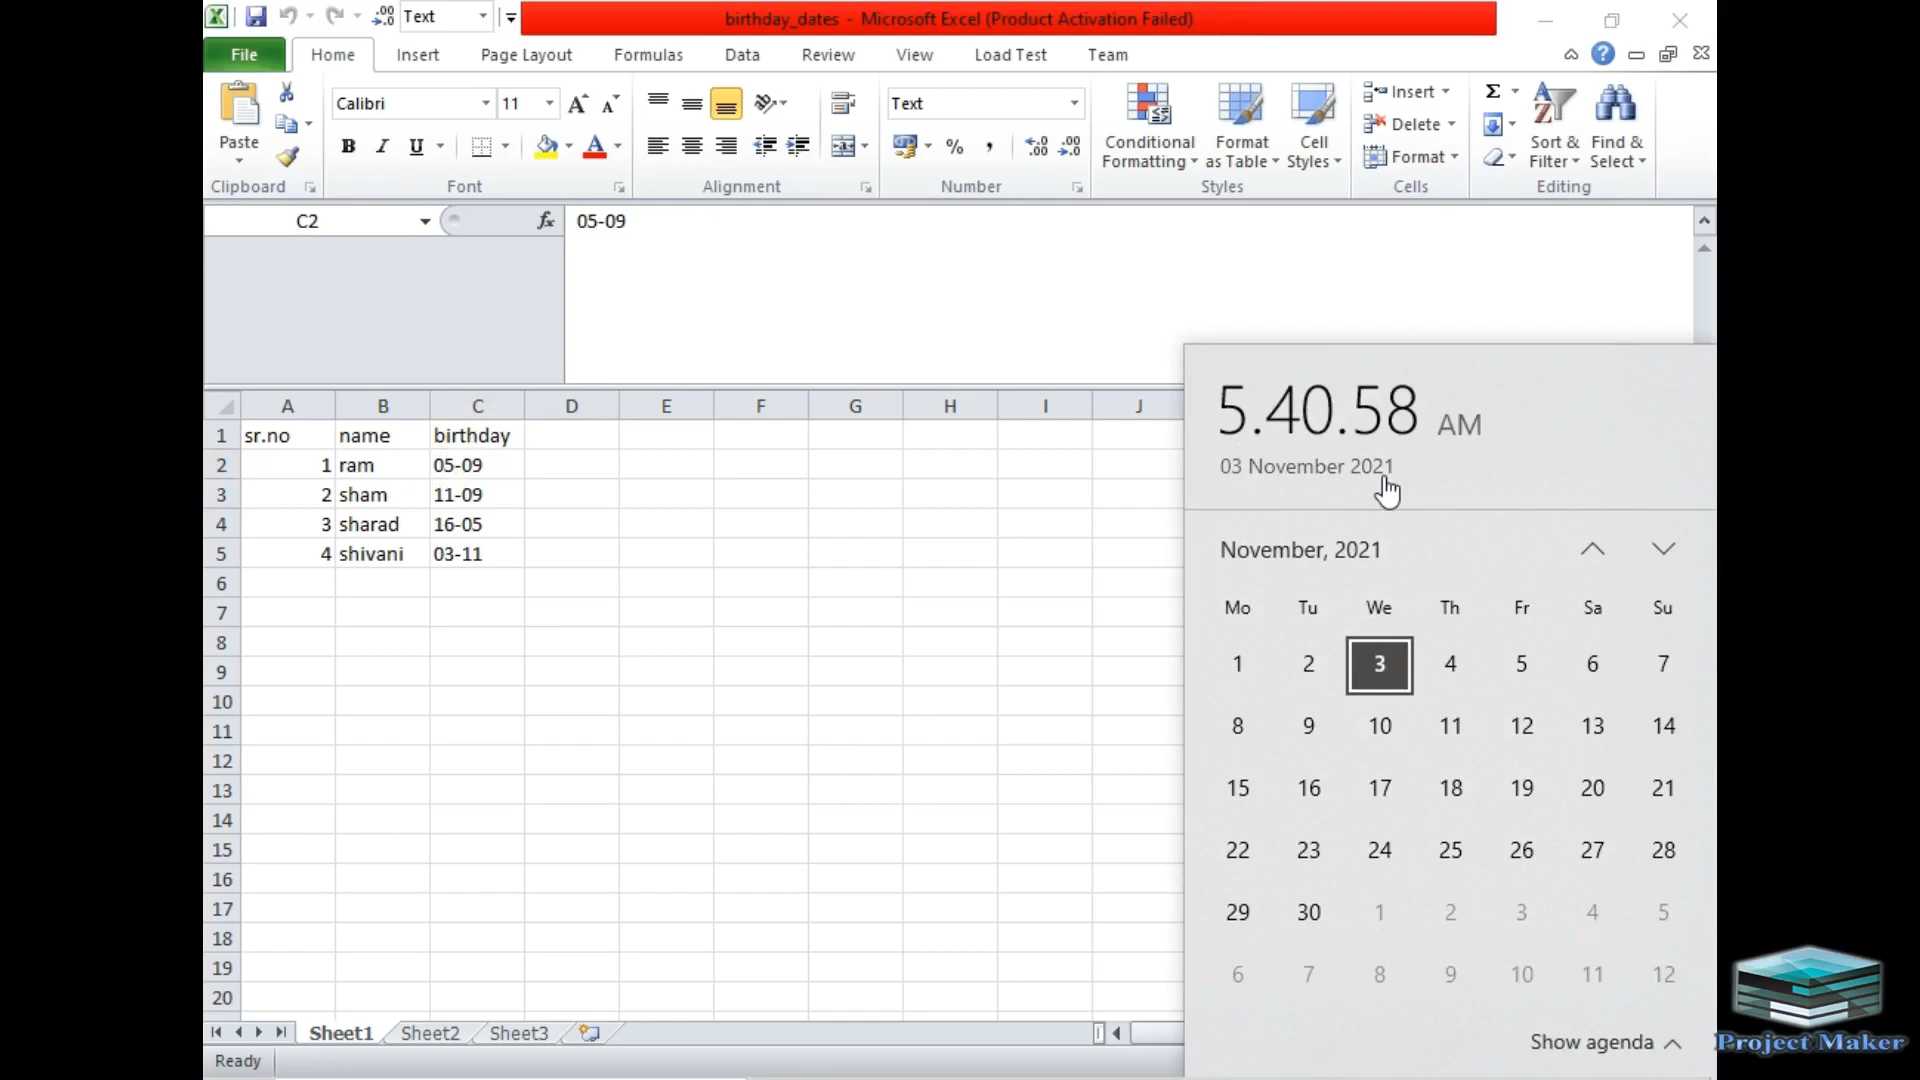 Text
birthday_dates - Microsoft Excel (Product Activation Failed)
File Home Insert Page Layout Formulas Data Review View Load Test Team
Paste
Clipboard
Calibri 11
B I U
Font
Alignment
Text
%
Number
Conditional Formatting
Format as Table
Cell Styles
Styles
Insert
Delete
Format
Cells
Σ
Sort & Filter
Find & Select
Editing
C2 fx 05-09
A B C D E F G H I J
1 sr.no name birthday
2 1 ram 05-09
3 2 sham 11-09
4 3 sharad 16-05
5 4 shivani 03-11
6
7
8
9
10
11
12
13
14
15
16
17
18
19
20
Sheet1 Sheet2 Sheet3
Ready
5.40.58 AM
03 November 2021
November, 2021
Mo Tu We Th Fr Sa Su
1 2 3 4 5 6 7
8 9 10 11 12 13 14
15 16 17 18 19 20 21
22 23 24 25 26 27 28
29 30 1 2 3 4 5
6 7 8 9 10 11 12
Show agenda
Project Maker